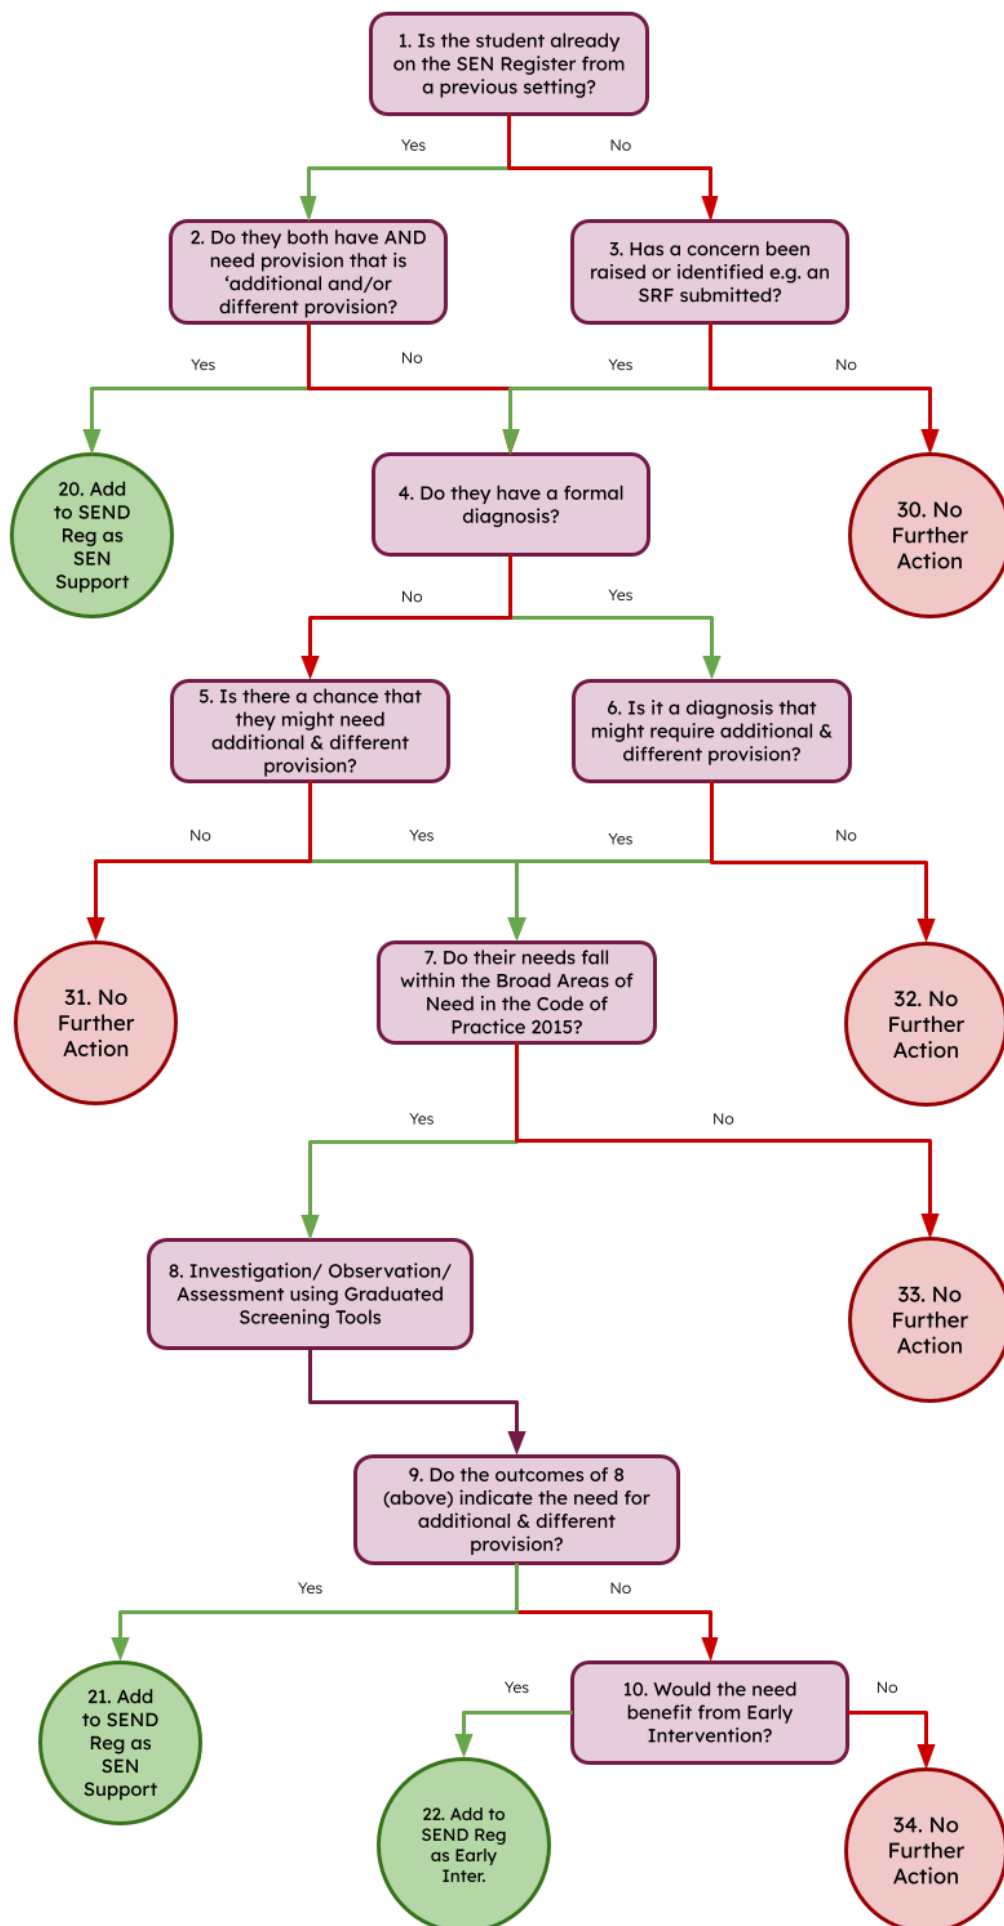 1. Is the student already
on the SEN Register from
a previous setting?
Yes
No
2. Do they both have AND
need provision that is
‘additional and/or
different provision?
3. Has a concern been
raised or identified e.g. an
SRF submitted?
Yes
No
Yes
No
20. Add
to SEND
Reg as
SEN
Support
4. Do they have a formal
diagnosis?
30. No
Further
Action
No
Yes
5. Is there a chance that
they might need
additional & different
provision?
6. Is it a diagnosis that
might require additional &
different provision?
No
Yes
Yes
No
31. No
Further
Action
7. Do their needs fall
within the Broad Areas of
Need in the Code of
Practice 2015?
32. No
Further
Action
Yes
No
8. Investigation/ Observation/
Assessment using Graduated
Screening Tools
33. No
Further
Action
9. Do the outcomes of 8
(above) indicate the need for
additional & different
provision?
Yes
No
21. Add
to SEND
Reg as
SEN
Support
Yes
10. Would the need
benefit from Early
Intervention?
No
22. Add to
SEND Reg
as Early
Inter.
34. No
Further
Action